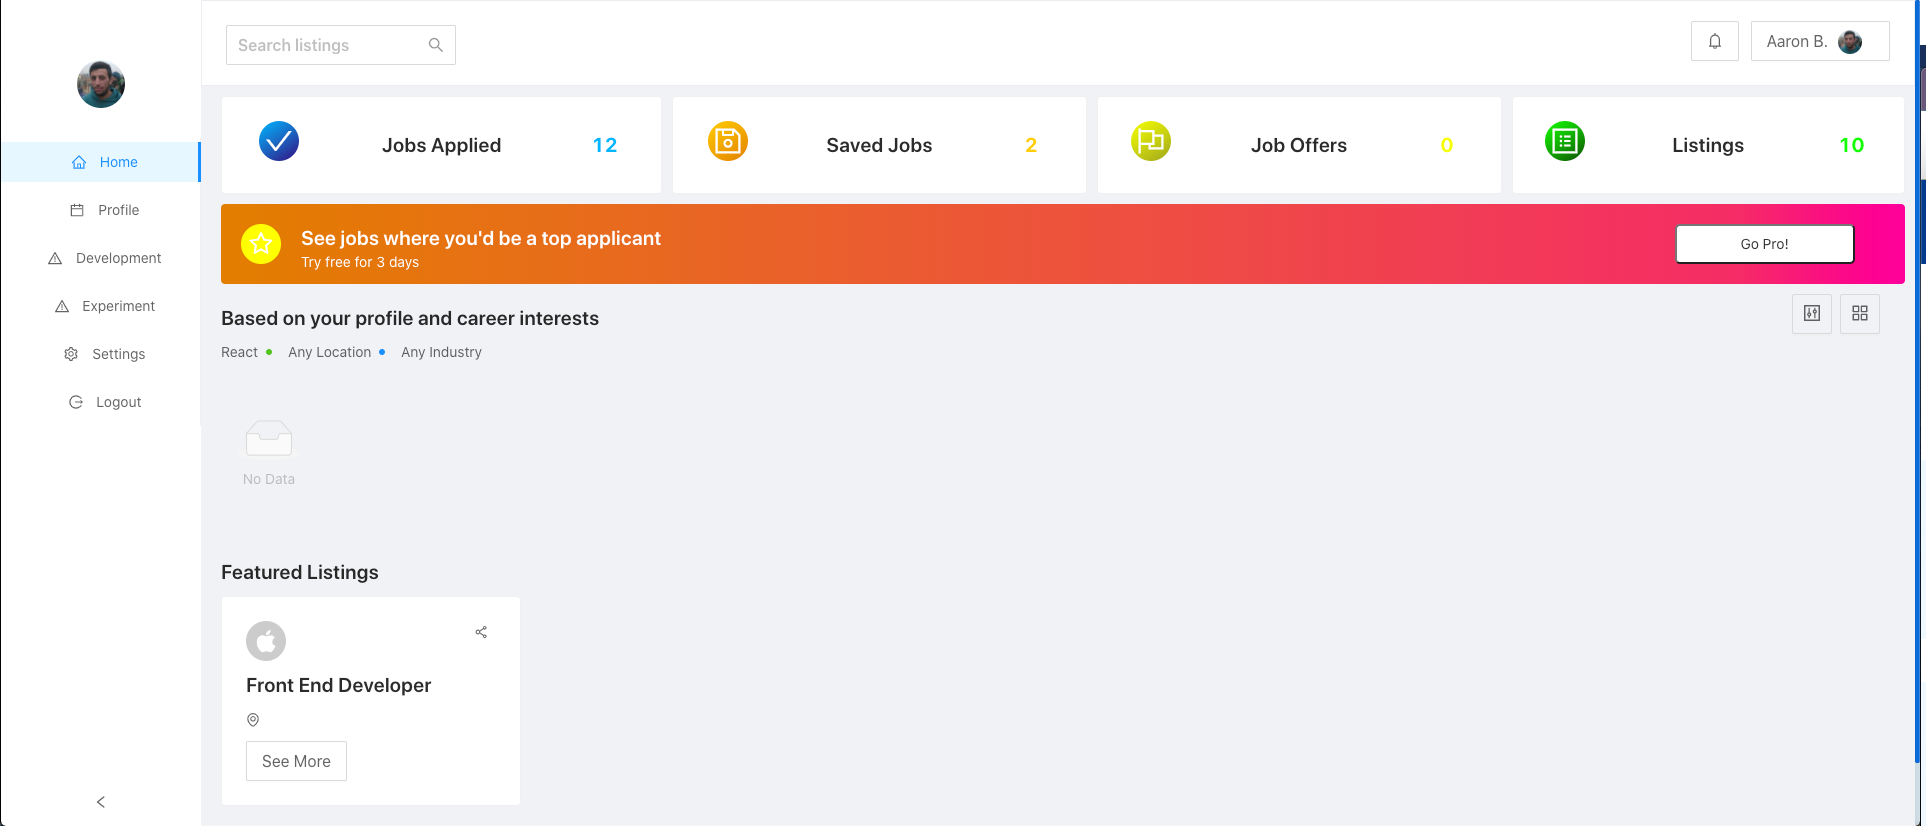 Search listings
Aaron B.
Home
Profile
Development
Experiment
Settings
Logout
Jobs Applied 12
Saved Jobs 2
Job Offers 0
Listings 10
See jobs where you'd be a top applicant
Try free for 3 days
Go Pro!
Based on your profile and career interests
React Any Location Any Industry
No Data
Featured Listings
Front End Developer
See More